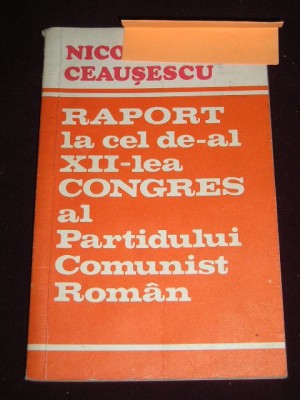 NICO
CEAUȘESCU
RAPORT
la cel de-al
XII-lea
CONGRES
al
Partidului
Comunist
Român